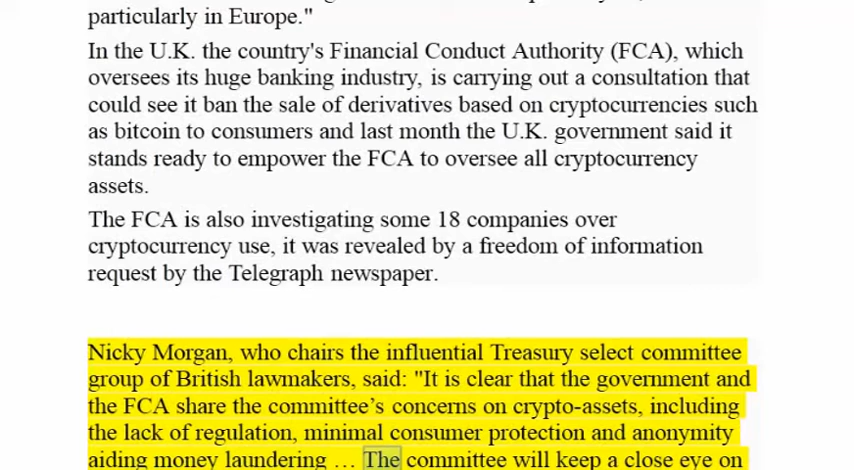 particularly in Europe."
In the U.K. the country's Financial Conduct Authority (FCA), which
oversees its huge banking industry, is carrying out a consultation that
could see it ban the sale of derivatives based on cryptocurrencies such
as bitcoin to consumers and last month the U.K. government said it
stands ready to empower the FCA to oversee all cryptocurrency
assets.
The FCA is also investigating some 18 companies over
cryptocurrency use, it was revealed by a freedom of information
request by the Telegraph newspaper.
Nicky Morgan, who chairs the influential Treasury select committee
group of British lawmakers, said: "It is clear that the government and
the FCA share the committee’s concerns on crypto-assets, including
the lack of regulation, minimal consumer protection and anonymity
aiding money laundering … The committee will keep a close eye on